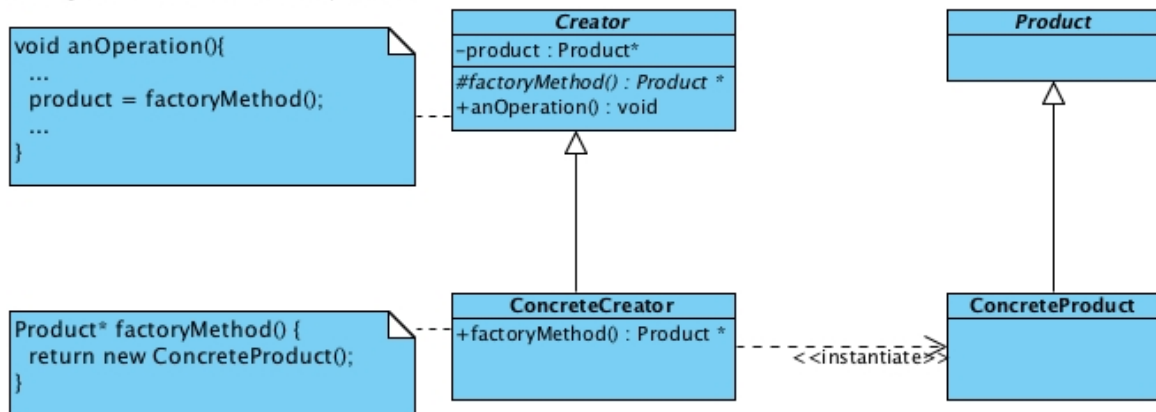 void anOperation(){
...
product = factoryMethod();
...
}
Creator
-product : Product*
#factoryMethod() : Product *
+anOperation() : void
Product
Product* factoryMethod() {
return new ConcreteProduct();
}
ConcreteCreator
+factoryMethod() : Product *
<<instantiate>>
ConcreteProduct